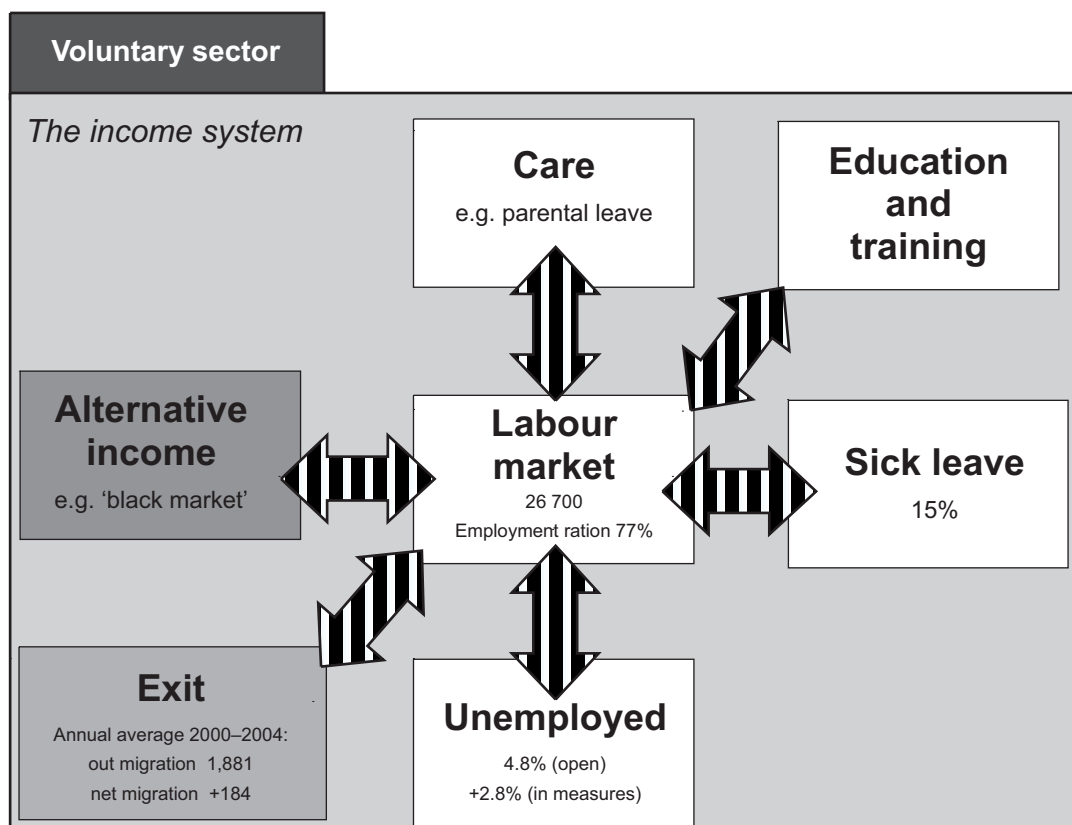 Voluntary sector
The income system
Care
e.g. parental leave
Education
and
training
Alternative
income
e.g. ‘black market’
Labour
market
26 700
Employment ration 77%
Sick leave
15%
Exit
Annual average 2000–2004:
out migration 1,881
net migration +184
Unemployed
4.8% (open)
+2.8% (in measures)